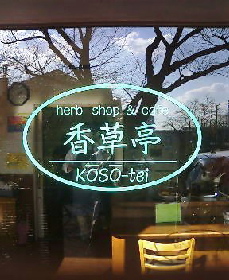 herb shop & cafe
香草亭
KOSO-tei